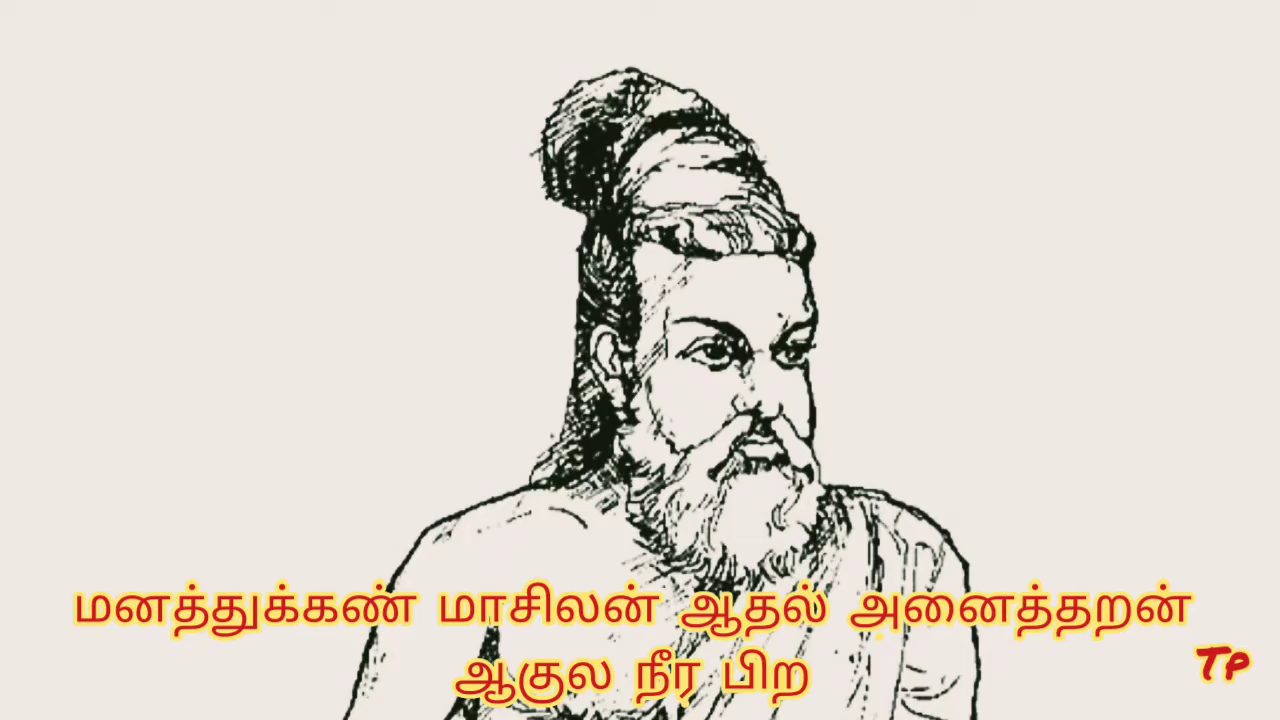 மனத்துக்கண் மாசிலன் ஆதல் அனைத்தறன்
ஆகுல நீர பிற
TP